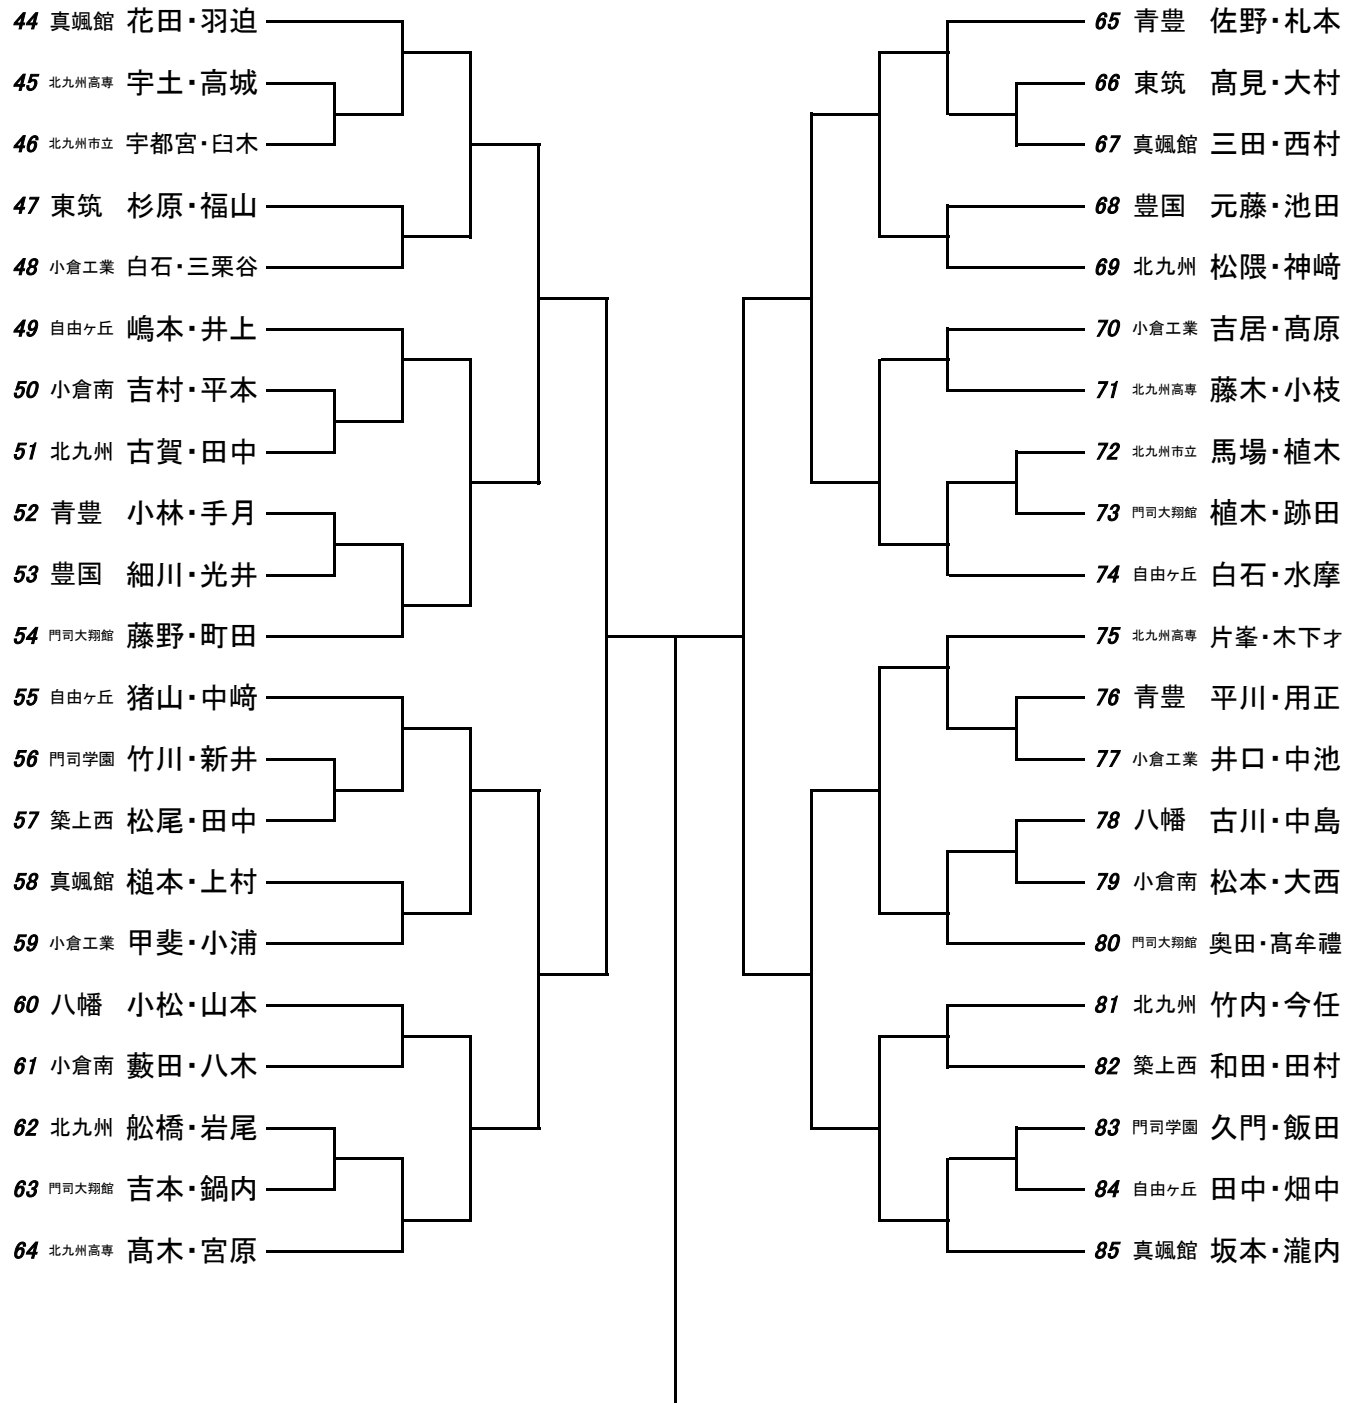 44 真颯館 花田・羽迫
45 北九州高専 宇土・高城
46 北九州市立 宇都宮・臼木
47 東筑 杉原・福山
48 小倉工業 白石・三栗谷
49 自由ヶ丘 嶋本・井上
50 小倉南 吉村・平本
51 北九州 古賀・田中
52 青豊 小林・手月
53 豊国 細川・光井
54 門司大翔館 藤野・町田
55 自由ヶ丘 猪山・中﨑
56 門司学園 竹川・新井
57 築上西 松尾・田中
58 真颯館 槌本・上村
59 小倉工業 甲斐・小浦
60 八幡 小松・山本
61 小倉南 藪田・八木
62 北九州 舩橋・岩尾
63 門司大翔館 吉本・鍋内
64 北九州高専 髙木・宮原
65 青豊 佐野・札本
66 東筑 髙見・大村
67 真颯館 三田・西村
68 豊国 元藤・池田
69 北九州 松隈・神﨑
70 小倉工業 吉居・髙原
71 北九州高専 藤木・小枝
72 北九州市立 馬場・植木
73 門司大翔館 植木・跡田
74 自由ヶ丘 白石・水摩
75 北九州高専 片峯・木下才
76 青豊 平川・用正
77 小倉工業 井口・中池
78 八幡 古川・中島
79 小倉南 松本・大西
80 門司大翔館 奥田・髙牟禮
81 北九州 竹内・今任
82 築上西 和田・田村
83 門司学園 久門・飯田
84 自由ヶ丘 田中・畑中
85 真颯館 坂本・瀧内